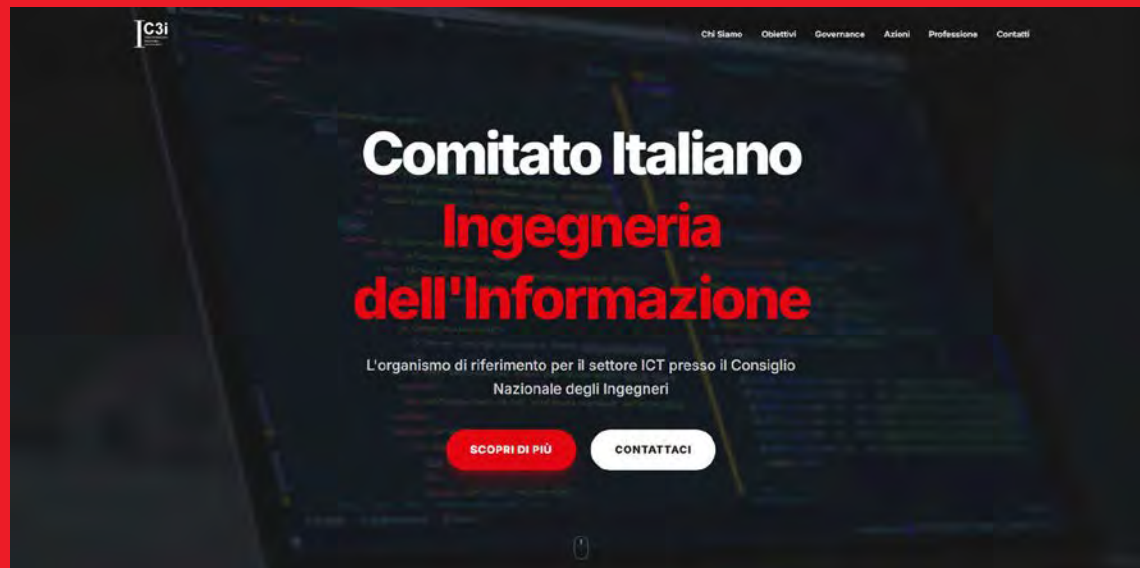 C3i
Chi Siamo Obiettivi Governance Azioni Professione Contatti
Comitato Italiano
Ingegneria
dell'Informazione
L'organismo di riferimento per il settore ICT presso il Consiglio
Nazionale degli Ingegneri
SCOPRI DI PIÙ CONTATTACI